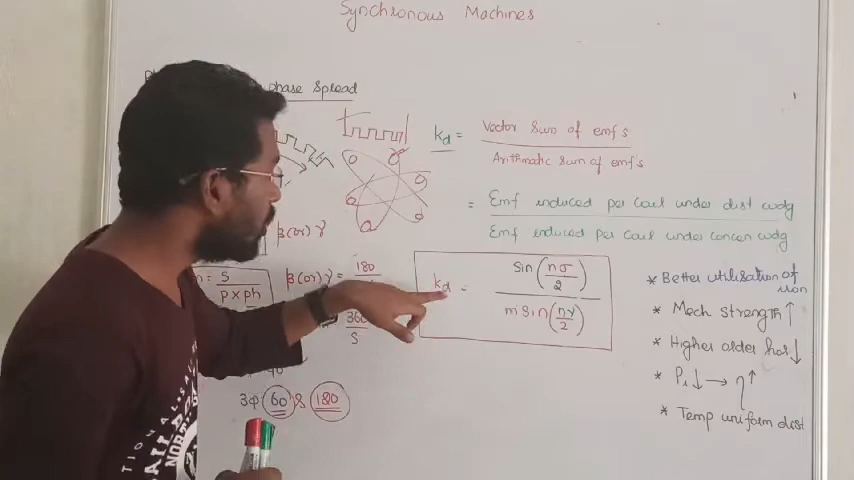 Synchronous Machines
phase spread
kd = Vector Sum of emfs
Arithmatic Sum of emf's
= Emf induced per coil under dist wdg
Emf induced per coil under concen wdg
β(or) γ
m = S
P x ph
β(or) γ = 180
360
S
kd = sin(nσ/2)
m sin(nγ/2)
3Φ 60 & 180
* Better utilisation of iron
* Mech strength ↑
* Higher order har ↓
* Pi ↓ → η ↑
* Temp uniform dist